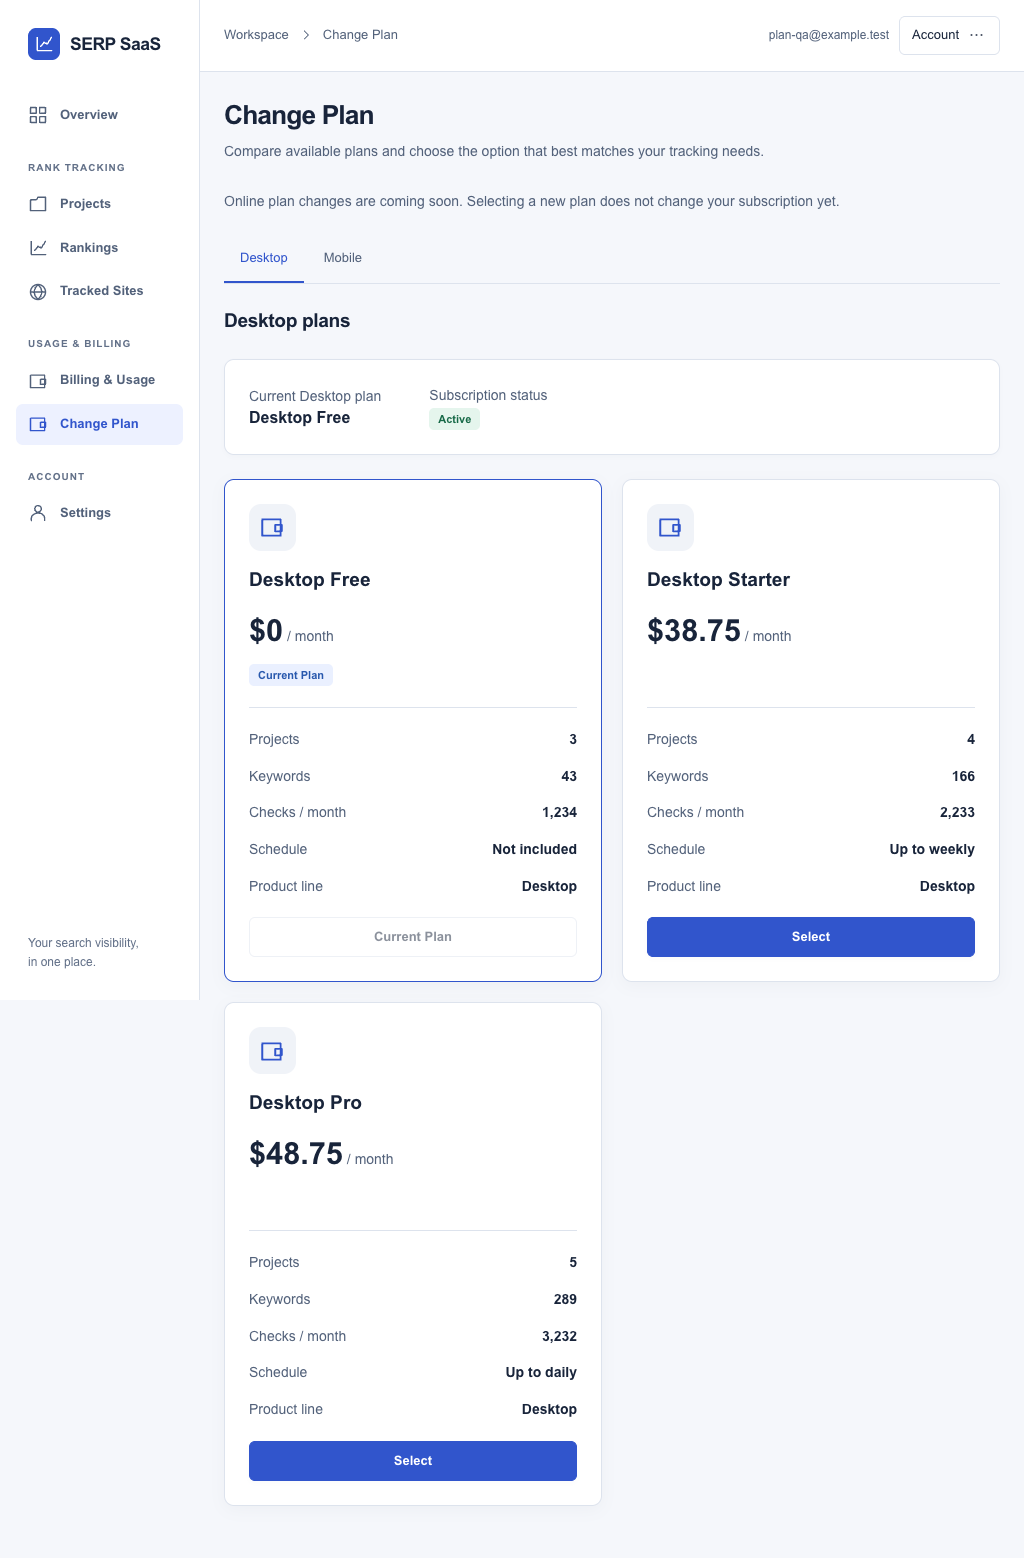 SERP SaaS
Overview
RANK TRACKING
Projects
Rankings
Tracked Sites
USAGE & BILLING
Billing & Usage
Change Plan
ACCOUNT
Settings
Your search visibility,
in one place.
Workspace > Change Plan
plan-qa@example.test
Account ...
Change Plan
Compare available plans and choose the option that best matches your tracking needs.
Online plan changes are coming soon. Selecting a new plan does not change your subscription yet.
Desktop Mobile
Desktop plans
Current Desktop plan
Desktop Free
Subscription status
Active
Desktop Free
$0 / month
Current Plan
Projects 3
Keywords 43
Checks / month 1,234
Schedule Not included
Product line Desktop
Current Plan
Desktop Starter
$38.75 / month
Projects 4
Keywords 166
Checks / month 2,233
Schedule Up to weekly
Product line Desktop
Select
Desktop Pro
$48.75 / month
Projects 5
Keywords 289
Checks / month 3,232
Schedule Up to daily
Product line Desktop
Select